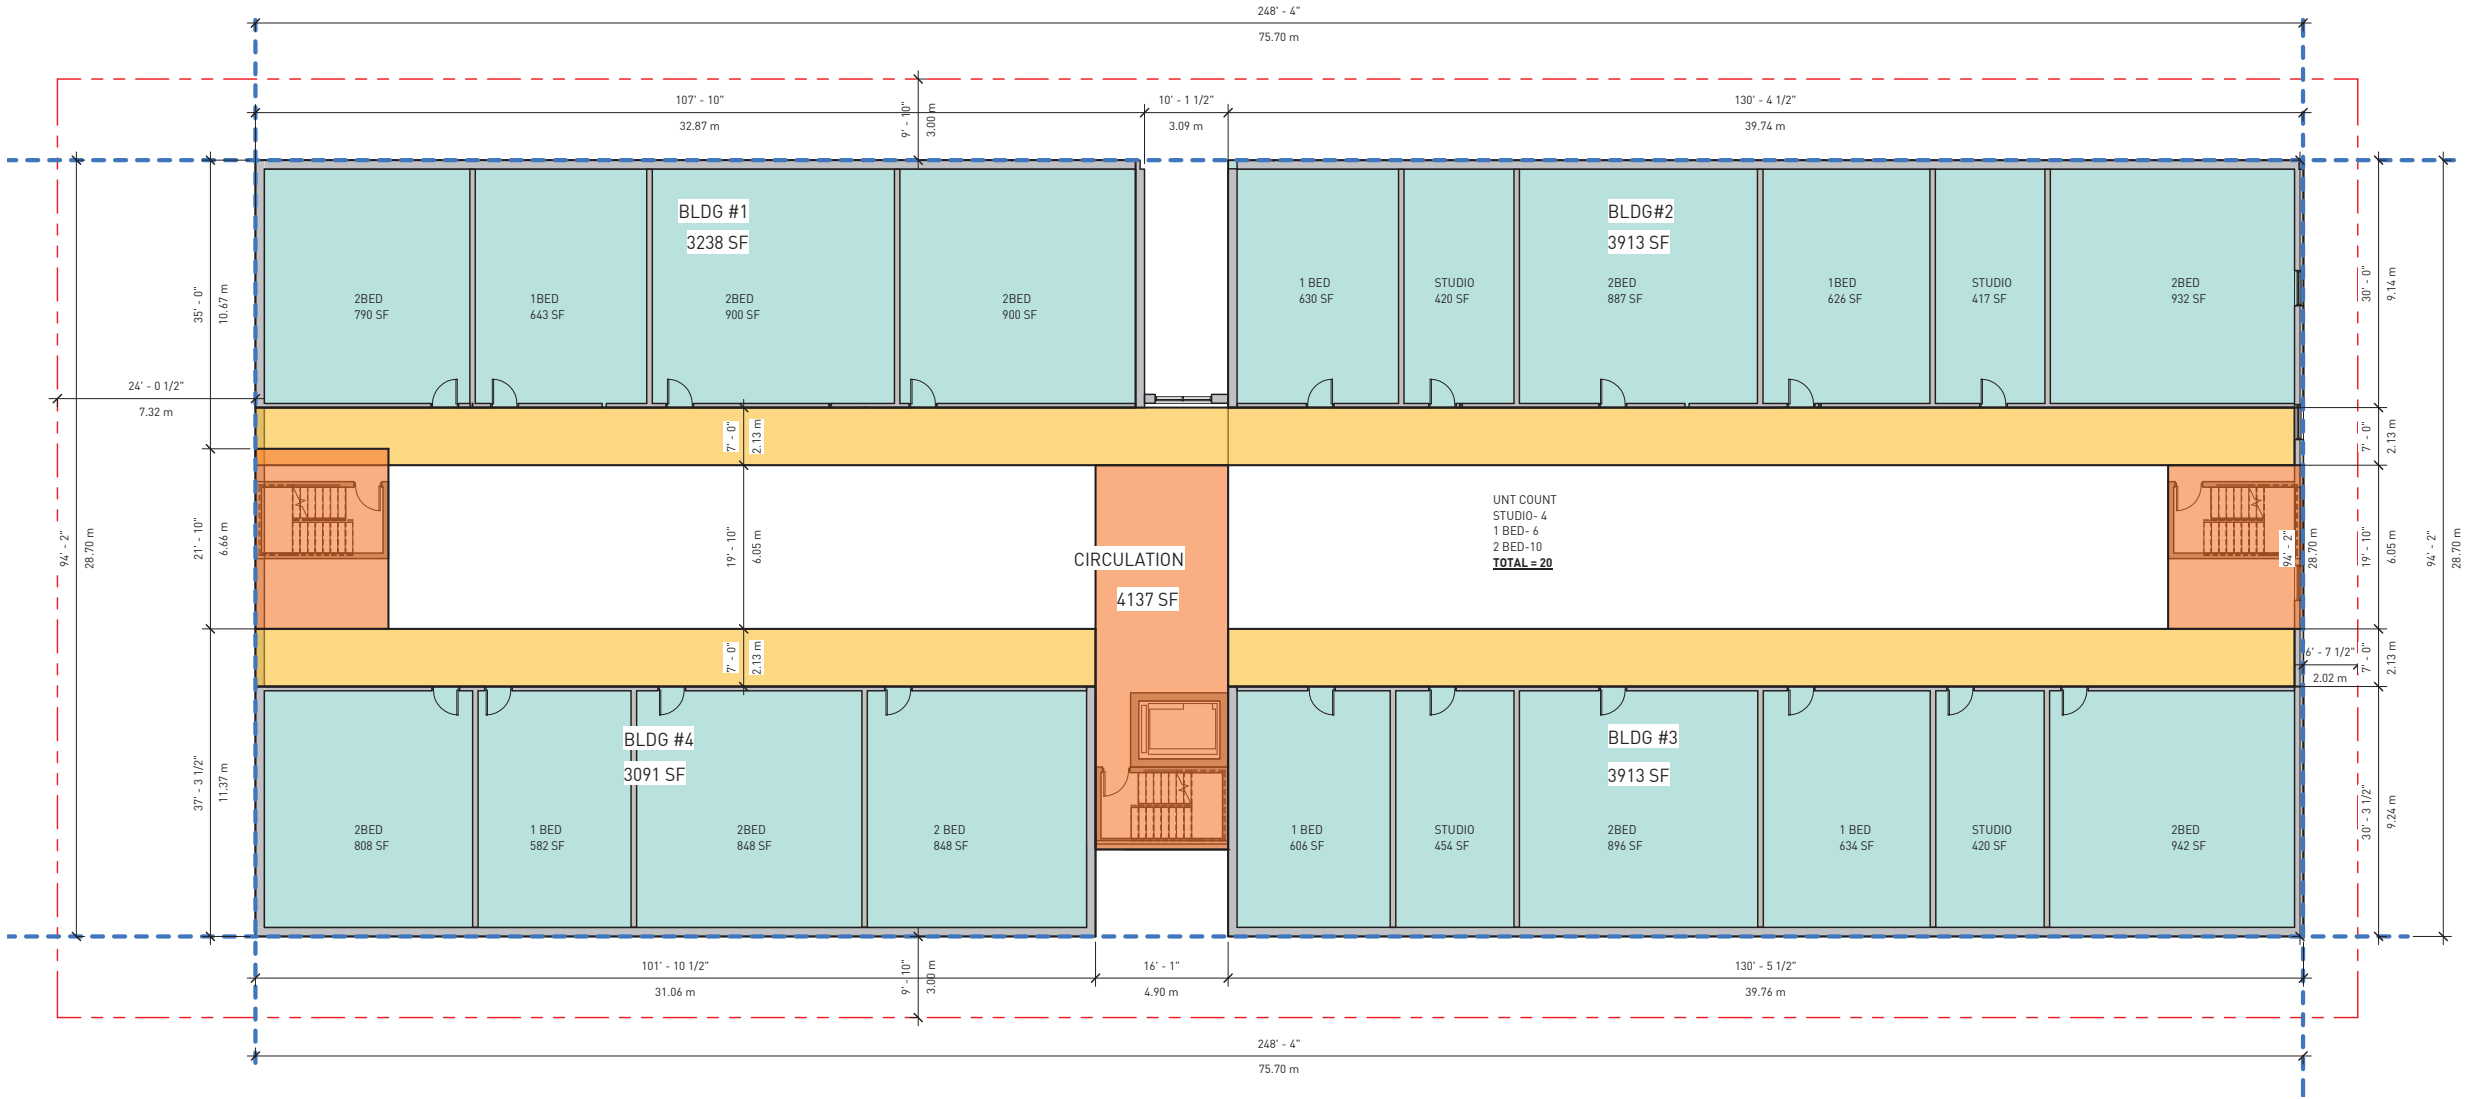 248' - 4"
75.70 m
107' - 10"
32.87 m
9' - 10"
3.00 m
10' - 1 1/2"
3.09 m
130' - 4 1/2"
39.74 m
BLDG #1
3238 SF
BLDG#2
3913 SF
2BED
790 SF
1BED
643 SF
2BED
900 SF
2BED
900 SF
1 BED
630 SF
STUDIO
420 SF
2BED
887 SF
1BED
626 SF
STUDIO
417 SF
2BED
932 SF
35' - 0"
10.67 m
30' - 0"
9.14 m
24' - 0 1/2"
7.32 m
7' - 0"
2.13 m
7' - 0"
2.13 m
94' - 2"
28.70 m
21' - 10"
6.66 m
19' - 10"
6.05 m
CIRCULATION
4137 SF
UNT COUNT
STUDIO- 4
1 BED- 6
2 BED-10
TOTAL = 20
94' - 2"
28.70 m
19' - 10"
6.05 m
94' - 2"
28.70 m
7' - 0"
2.13 m
6' - 7 1/2"
2.02 m
7' - 0"
2.13 m
37' - 3 1/2"
11.37 m
BLDG #4
3091 SF
BLDG #3
3913 SF
2BED
808 SF
1 BED
582 SF
2BED
848 SF
2 BED
848 SF
1 BED
606 SF
STUDIO
454 SF
2BED
896 SF
1 BED
634 SF
STUDIO
420 SF
2BED
942 SF
30' - 3 1/2"
9.24 m
101' - 10 1/2"
31.06 m
9' - 10"
3.00 m
16' - 1"
4.90 m
130' - 5 1/2"
39.76 m
248' - 4"
75.70 m